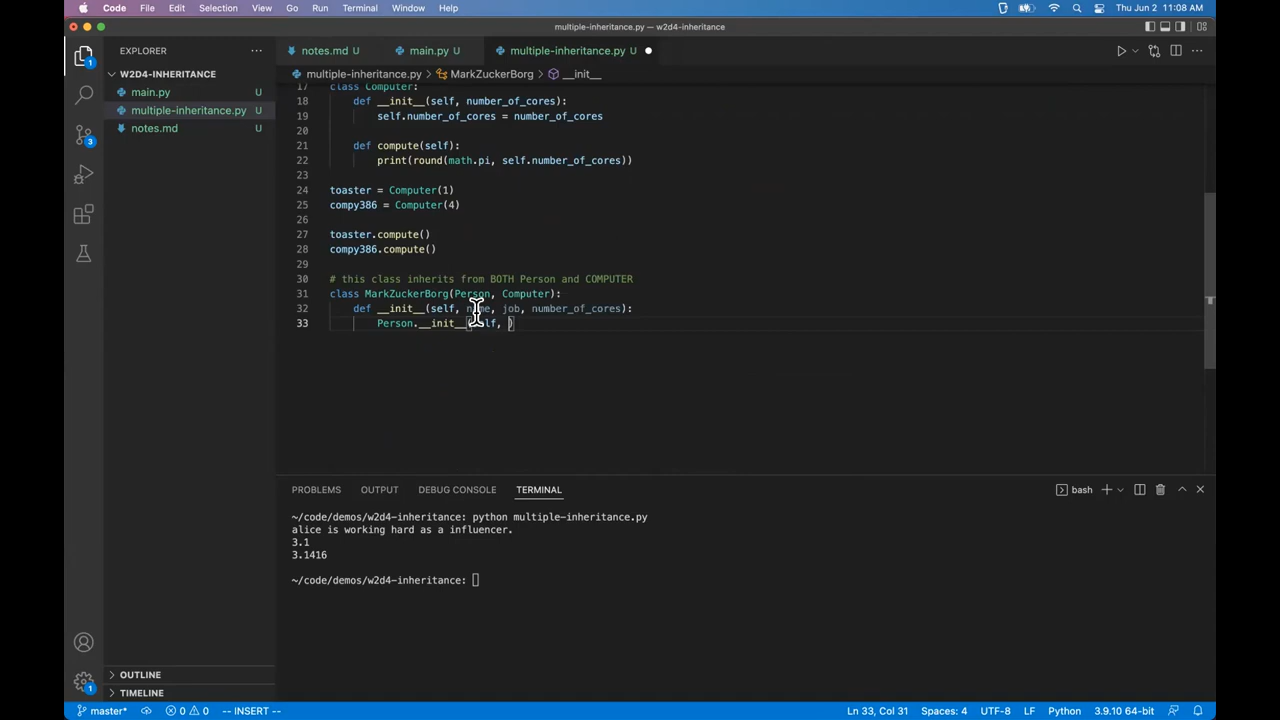 Code File Edit Selection View Go Run Terminal Window Help Thu Jun 2 11:08 AM
multiple-inheritance.py — w2d4-inheritance
EXPLORER
notes.md U main.py U multiple-inheritance.py U
multiple-inheritance.py > MarkZuckerBorg > __init__
W2D4-INHERITANCE
main.py U
multiple-inheritance.py U
notes.md U
17 class Computer:
18 def __init__(self, number_of_cores):
19 self.number_of_cores = number_of_cores
20
21 def compute(self):
22 print(round(math.pi, self.number_of_cores))
23
24 toaster = Computer(1)
25 compy386 = Computer(4)
26
27 toaster.compute()
28 compy386.compute()
29
30 # this class inherits from BOTH Person and COMPUTER
31 class MarkZuckerBorg(Person, Computer):
32 def __init__(self, name, job, number_of_cores):
33 Person.__init__(self, )
PROBLEMS OUTPUT DEBUG CONSOLE TERMINAL bash
~/code/demos/w2d4-inheritance: python multiple-inheritance.py
alice is working hard as a influencer.
3.1
3.1416
~/code/demos/w2d4-inheritance:
OUTLINE
TIMELINE
1
3
1
master* 0 0 -- INSERT -- Ln 33, Col 31 Spaces: 4 UTF-8 LF Python 3.9.10 64-bit